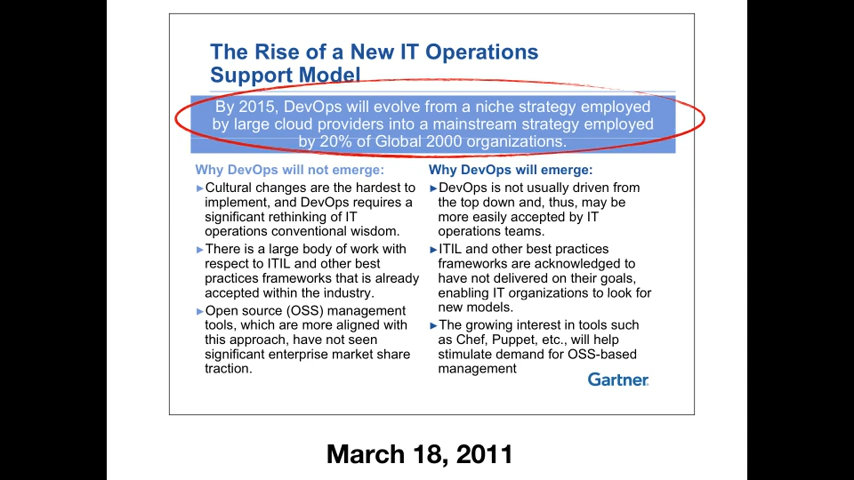 The Rise of a New IT Operations
Support Model
By 2015, DevOps will evolve from a niche strategy employed
by large cloud providers into a mainstream strategy employed
by 20% of Global 2000 organizations.
Why DevOps will not emerge:
►Cultural changes are the hardest to
implement, and DevOps requires a
significant rethinking of IT
operations conventional wisdom.
►There is a large body of work with
respect to ITIL and other best
practices frameworks that is already
accepted within the industry.
►Open source (OSS) management
tools, which are more aligned with
this approach, have not seen
significant enterprise market share
traction.
Why DevOps will emerge:
►DevOps is not usually driven from
the top down and, thus, may be
more easily accepted by IT
operations teams.
►ITIL and other best practices
frameworks are acknowledged to
have not delivered on their goals,
enabling IT organizations to look for
new models.
►The growing interest in tools such
as Chef, Puppet, etc., will help
stimulate demand for OSS-based
management
Gartner
March 18, 2011